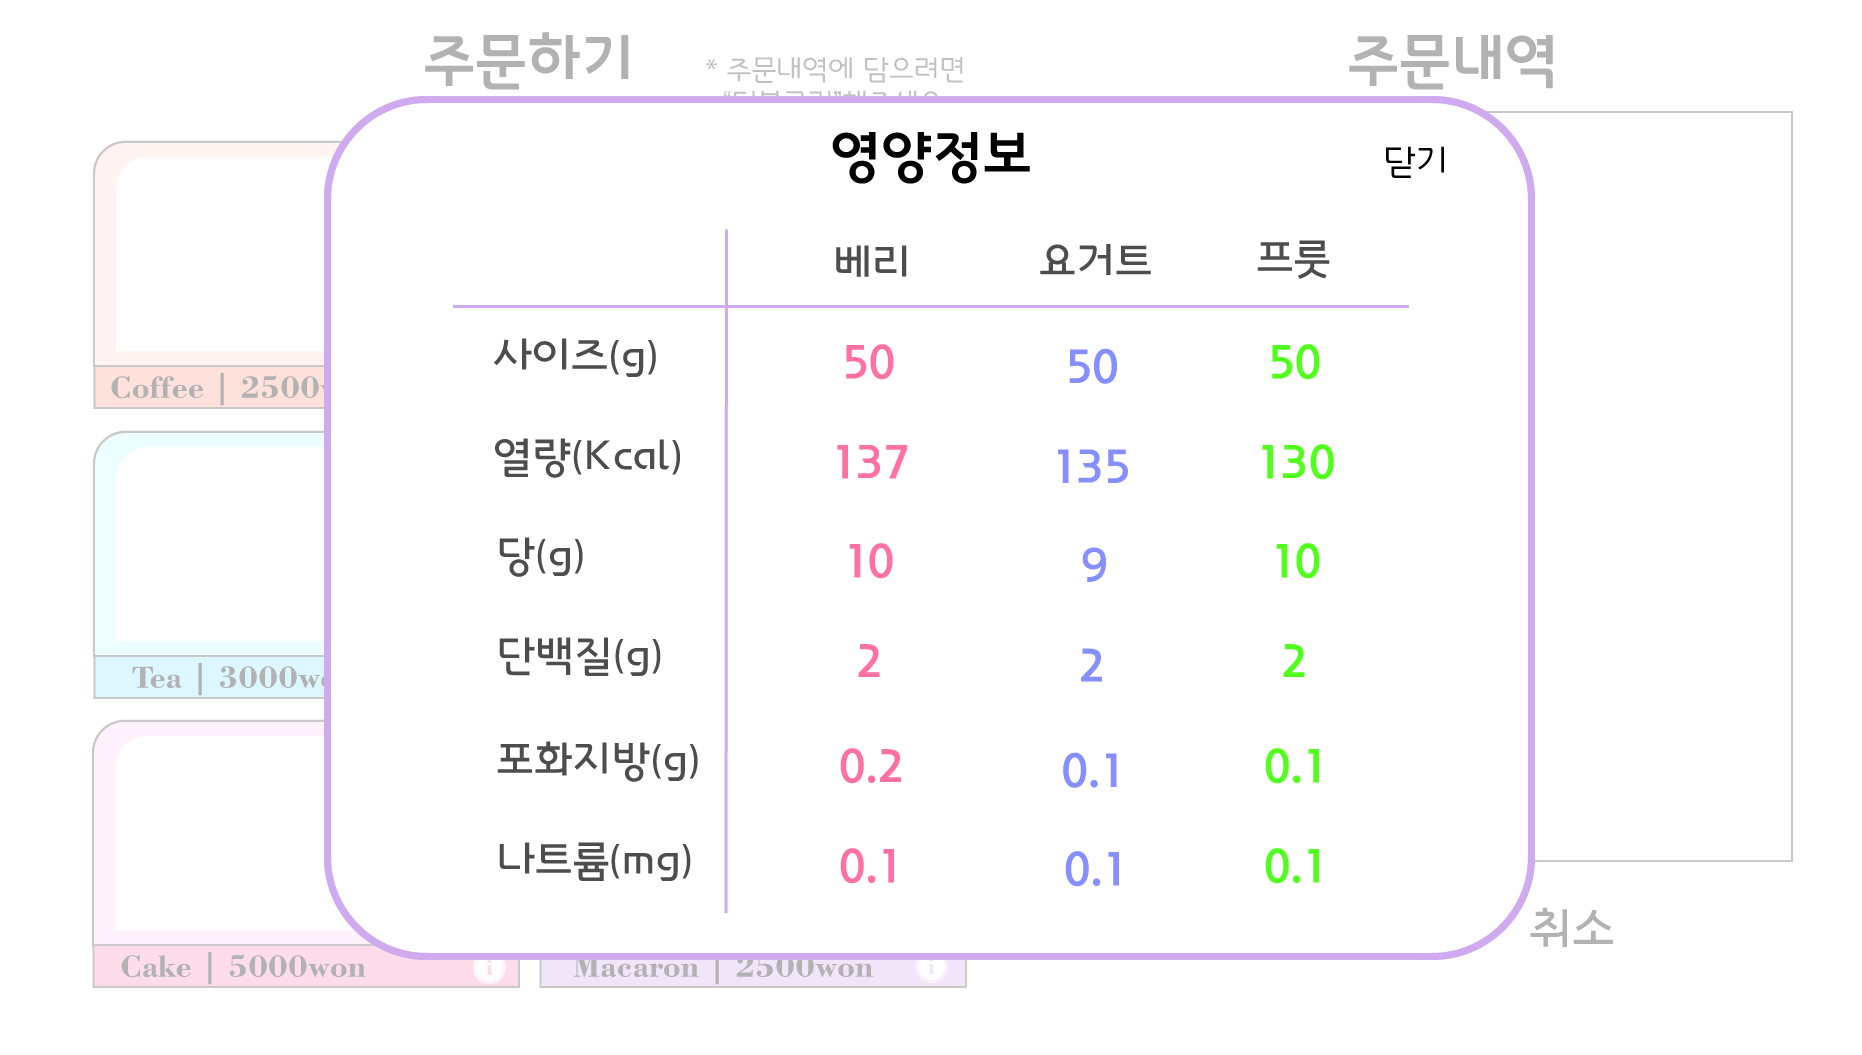 주문하기
* 주문내역에 담으려면
주문내역
영양정보
닫기
베리 요거트 프룻
사이즈(g) 50 50 50
열량(Kcal) 137 135 130
당(g) 10 9 10
단백질(g) 2 2 2
포화지방(g) 0.2 0.1 0.1
나트륨(mg) 0.1 0.1 0.1
Coffee | 2500
Tea | 3000wo
취소
Cake | 5000won i
Macaron | 2500won i